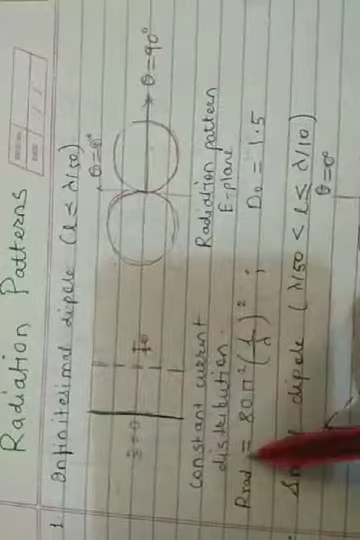 Radiation Patterns
1. Infinitesimal dipole (l ≤ λ/50)
θ=0°
I0
θ=90°
Constant current
distribution.
Radiation pattern
E-plane
Rrad = 80π²(l/λ)² ; D0 = 1.5
dipole (λ/50 < l ≤ λ/10)
θ=0°